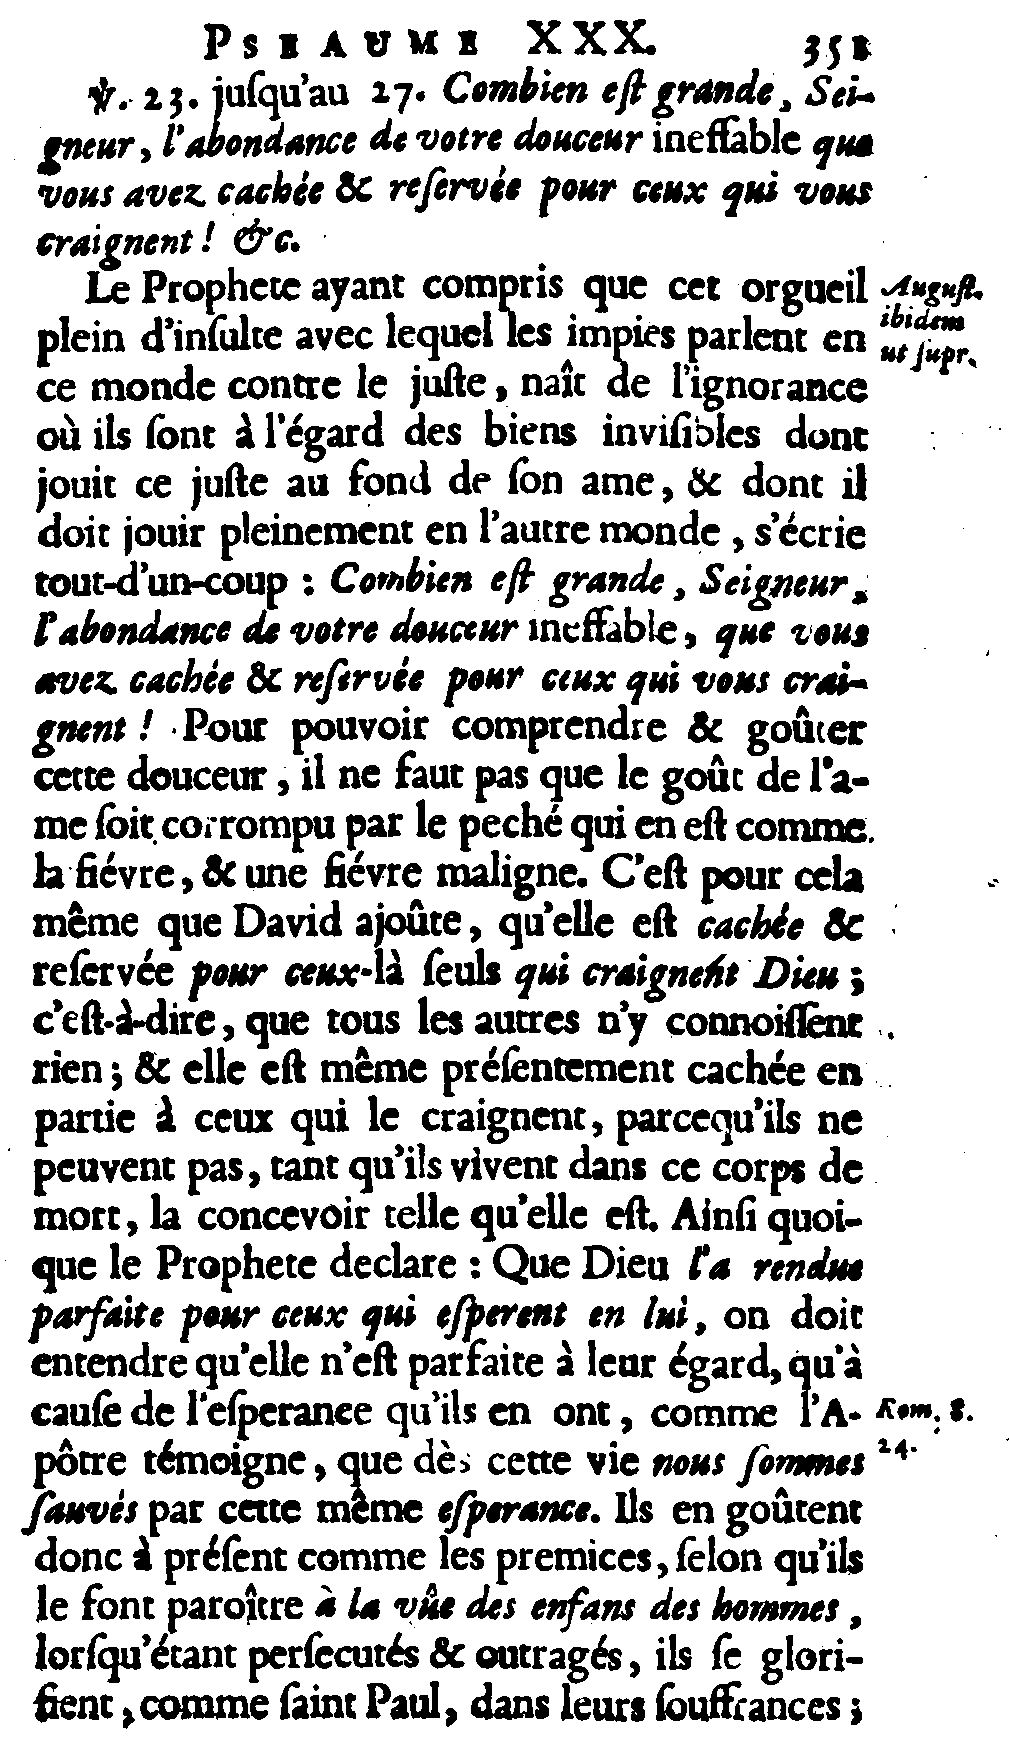 PSEAUME XXX. 351
℣. 23. juſqu'au 27. Combien eſt grande, Sei-
gneur, l'abondance de votre douceur ineffable que
vous avez cachée & reſervée pour ceux qui vous
craignent ! &c.
Le Prophete ayant compris que cet orgueil
Auguſt.
plein d'inſulte avec lequel les impies parlent en
ibidem
ut ſupr.
ce monde contre le juſte, naît de l'ignorance
où ils ſont à l'égard des biens inviſibles dont
jouit ce juſte au fond de ſon ame, & dont il
doit jouir pleinement en l'autre monde, s'écrie
tout-d'un-coup : Combien eſt grande, Seigneur,
l'abondance de votre douceur ineffable, que vous
avez cachée & reſervée pour ceux qui vous crai-
gnent ! Pour pouvoir comprendre & goûter
cette douceur, il ne faut pas que le goût de l'a-
me ſoit corrompu par le peché qui en eſt comme
la fiévre, & une fiévre maligne. C'eſt pour cela
même que David ajoûte, qu'elle eſt cachée &
reſervée pour ceux-là ſeuls qui craignent Dieu ;
c'eſt-à-dire, que tous les autres n'y connoiſſent
rien ; & elle eſt même préſentement cachée en
partie à ceux qui le craignent, parcequ'ils ne
peuvent pas, tant qu'ils vivent dans ce corps de
mort, la concevoir telle qu'elle eſt. Ainſi quoi-
que le Prophete declare : Que Dieu l'a rendue
parfaite pour ceux qui eſperent en lui, on doit
entendre qu'elle n'eſt parfaite à leur égard, qu'à
cauſe de l'eſperance qu'ils en ont, comme l'A-
Rom. 8.
24.
pôtre témoigne, que dès cette vie nous ſommes
ſauvés par cette même eſperance. Ils en goûtent
donc à préſent comme les premices, ſelon qu'ils
le font paroître à la vûe des enfans des hommes,
lorſqu'étant perſecutés & outragés, ils ſe glori-
fient, comme ſaint Paul, dans leurs ſouffrances ;